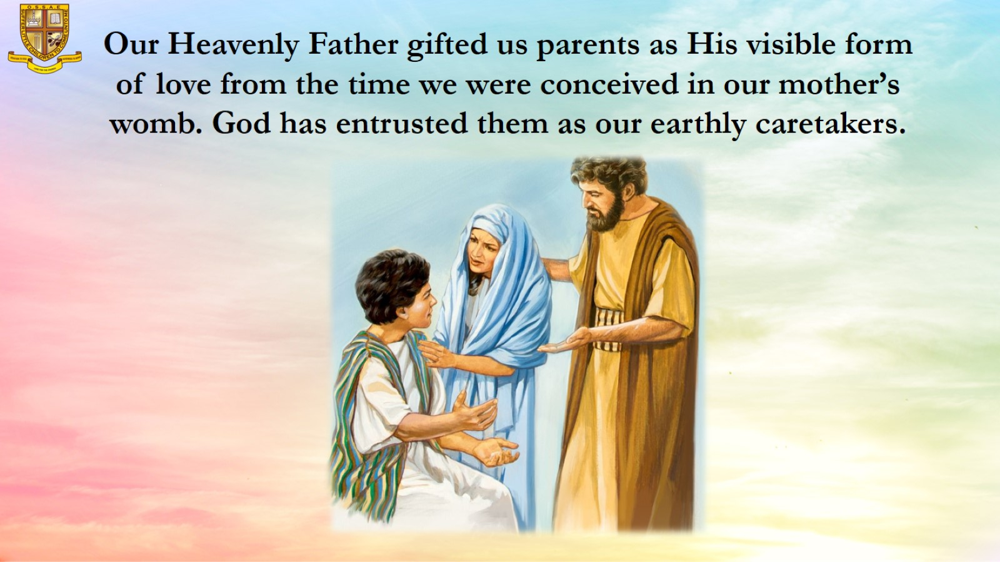 O.S.S.A.E
SUFFER LITTLE CHILDREN TO COME UNTO ME
Our Heavenly Father gifted us parents as His visible form
of love from the time we were conceived in our mother’s
womb. God has entrusted them as our earthly caretakers.